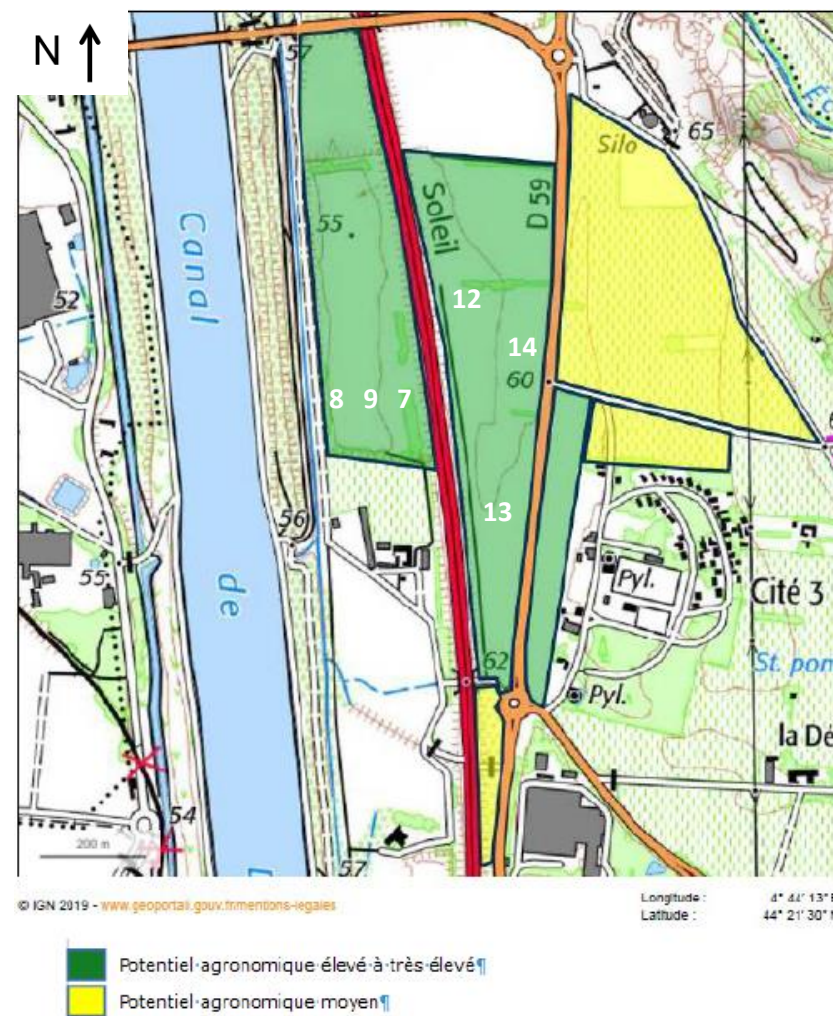 N
57
Silo
65
Soleil
D 59
55
Canal
52
12
14
60
8 9 7
13
56
55
de
Pyl.
Cité 3
62
St. pom
Pyl.
la Dé
54
200 m
57
© IGN 2019 - www.geoportail.gouv.fr/mentions-legales
Longitude : 4° 44' 13"
Latitude : 44° 21' 30"
Potentiel·agronomique·élevé·à·très·élevé¶
Potentiel·agronomique·moyen¶